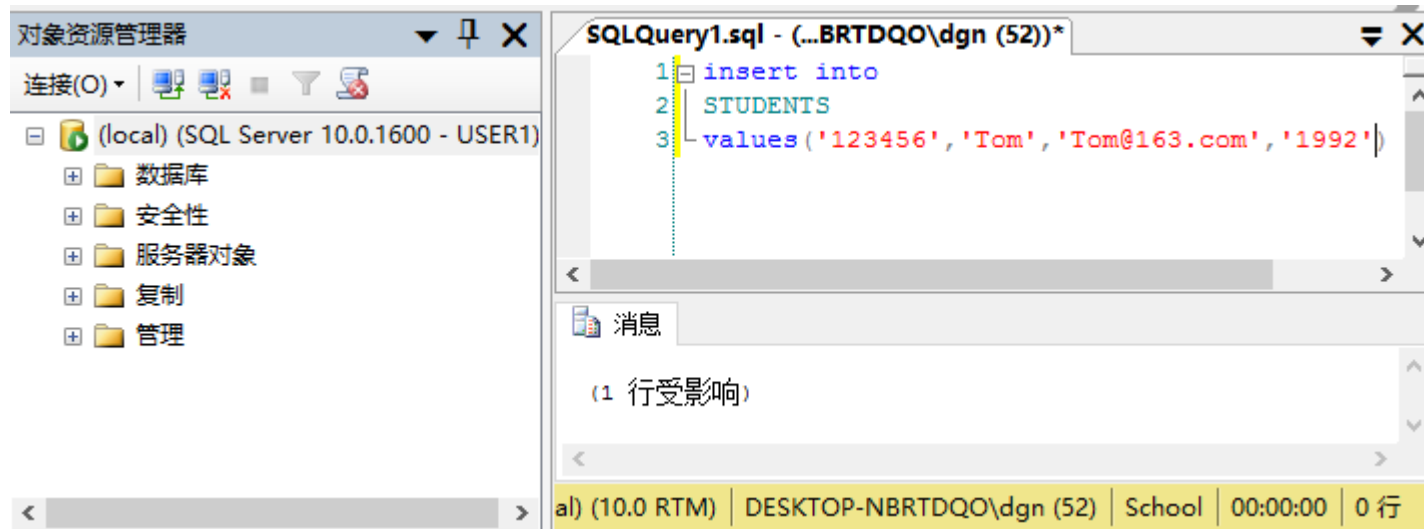 对象资源管理器
连接(O)
(local) (SQL Server 10.0.1600 - USER1)
数据库
安全性
服务器对象
复制
管理
SQLQuery1.sql - (...BRTDQO\dgn (52))*
1 insert into
2 STUDENTS
3 values('123456','Tom','Tom@163.com','1992')
消息
(1 行受影响)
al) (10.0 RTM) DESKTOP-NBRTDQO\dgn (52) School 00:00:00 0 行